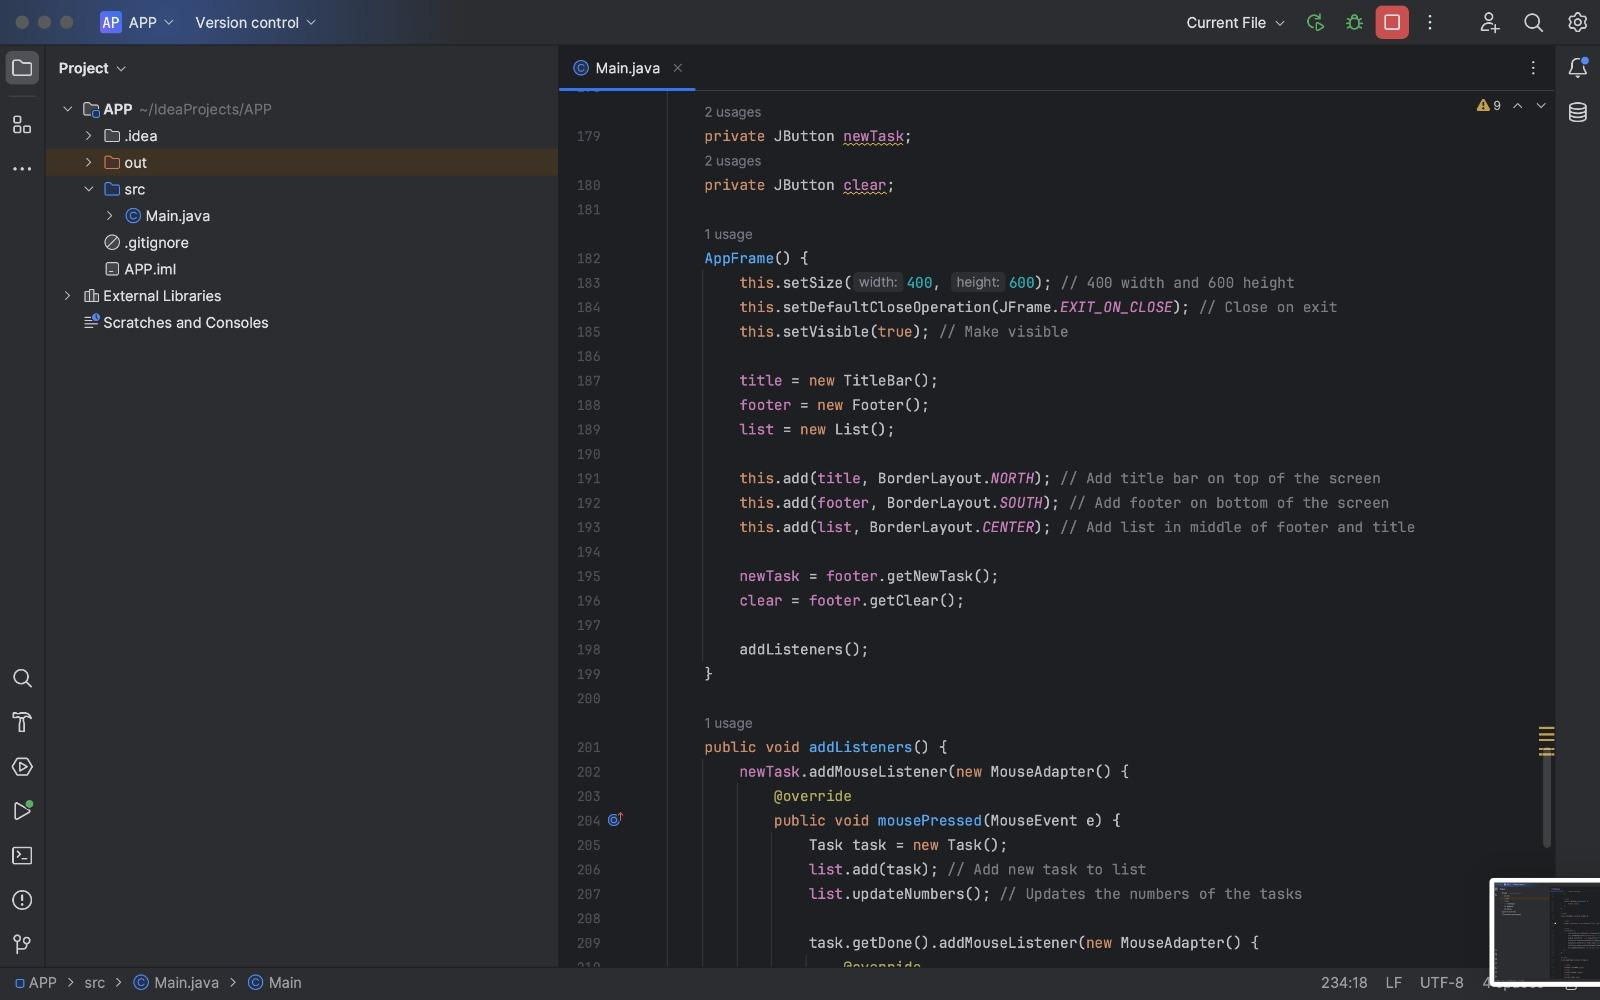 AP APP Version control Current File
Project Main.java
APP ~/IdeaProjects/APP
.idea
out
src
Main.java
.gitignore
APP.iml
External Libraries
Scratches and Consoles
9
2 usages
179 private JButton newTask;
2 usages
180 private JButton clear;
181
1 usage
182 AppFrame() {
183 this.setSize( width: 400, height: 600); // 400 width and 600 height
184 this.setDefaultCloseOperation(JFrame.EXIT_ON_CLOSE); // Close on exit
185 this.setVisible(true); // Make visible
186
187 title = new TitleBar();
188 footer = new Footer();
189 list = new List();
190
191 this.add(title, BorderLayout.NORTH); // Add title bar on top of the screen
192 this.add(footer, BorderLayout.SOUTH); // Add footer on bottom of the screen
193 this.add(list, BorderLayout.CENTER); // Add list in middle of footer and title
194
195 newTask = footer.getNewTask();
196 clear = footer.getClear();
197
198 addListeners();
199 }
200
1 usage
201 public void addListeners() {
202 newTask.addMouseListener(new MouseAdapter() {
203 @override
204 public void mousePressed(MouseEvent e) {
205 Task task = new Task();
206 list.add(task); // Add new task to list
207 list.updateNumbers(); // Updates the numbers of the tasks
208
209 task.getDone().addMouseListener(new MouseAdapter() {
@override
APP > src > Main.java > Main 234:18 LF UTF-8